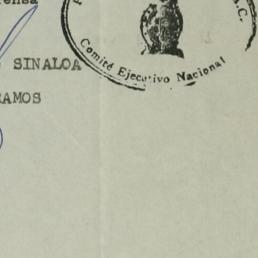 SINALOA
RAMOS
A.C.
Comité Ejecutivo Nacional